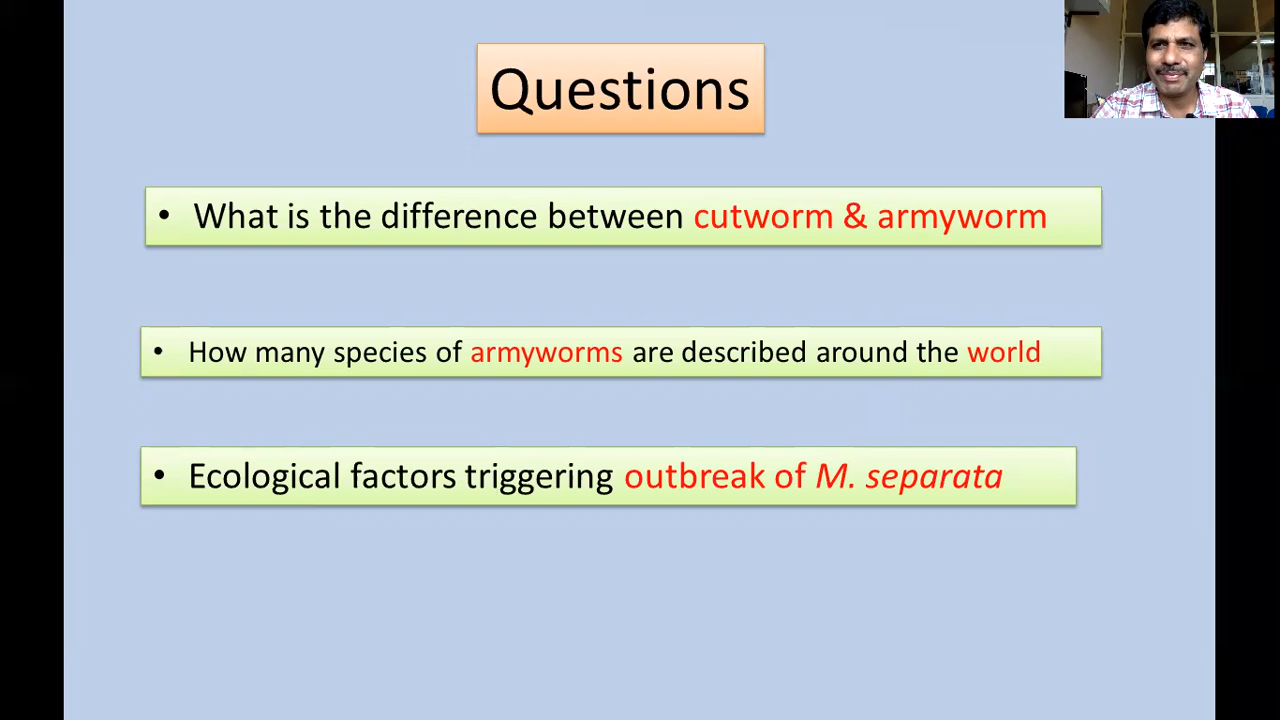 Questions
• What is the difference between cutworm & armyworm
• How many species of armyworms are described around the world
• Ecological factors triggering outbreak of M. separata